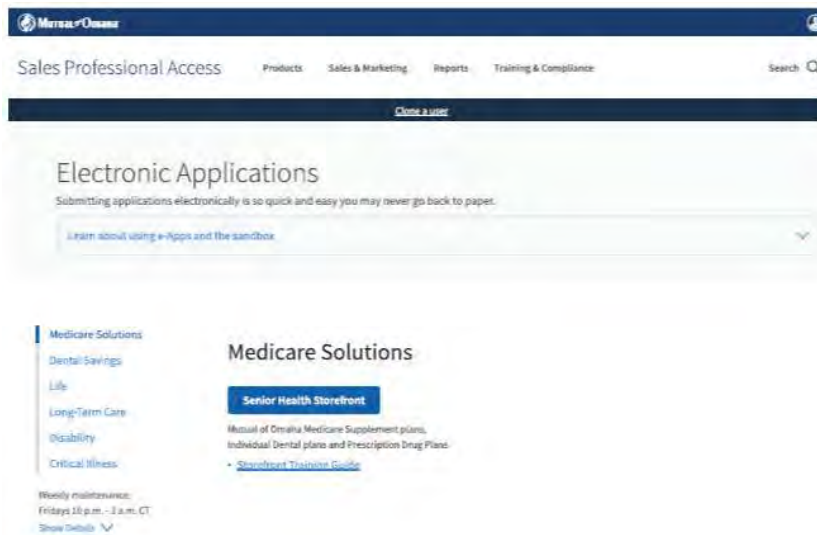 Mutual of Omaha
Sales Professional Access
Products Sales & Marketing Reports Training & Compliance
Search
Clone a user
Electronic Applications
Submitting applications electronically is so quick and easy you may never go back to paper.
Learn about using e-Apps and the sandbox
Medicare Solutions
Dental Savings
Life
Long-Term Care
Disability
Critical Illness
Weekly maintenance:
Fridays 10 p.m. - 3 a.m. CT
Show Details
Medicare Solutions
Senior Health Storefront
Mutual of Omaha Medicare Supplement plans,
Individual Dental plans and Prescription Drug Plans.
• Storefront Training Guide